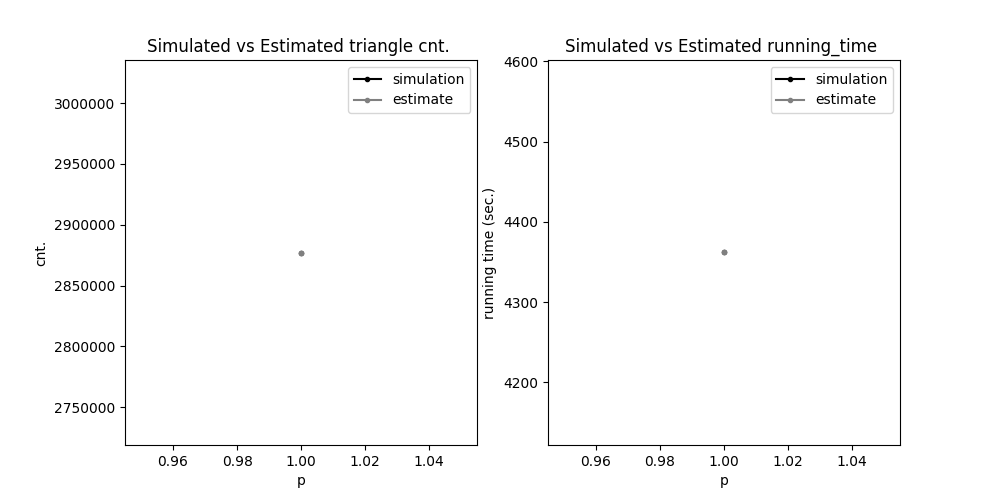 Simulated vs Estimated triangle cnt.
simulation
estimate
3000000
2950000
2900000
2850000
2800000
2750000
cnt.
0.96 0.98 1.00 1.02 1.04
p
Simulated vs Estimated running_time
simulation
estimate
4600
4500
4400
4300
4200
running time (sec.)
0.96 0.98 1.00 1.02 1.04
p